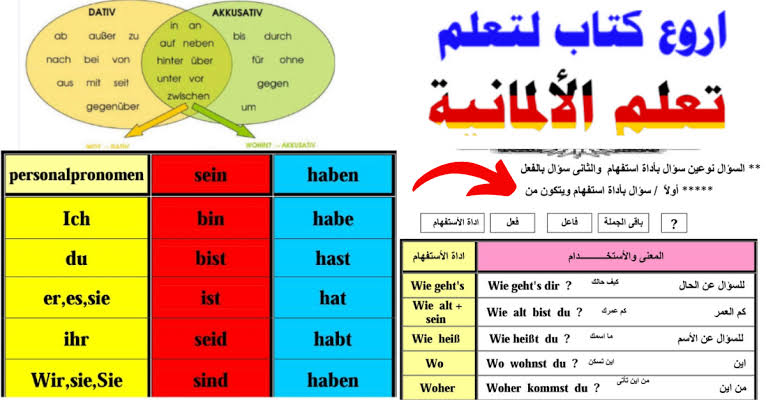 DATIV
AKKUSATIV
ab außer zu
nach bei von
aus mit seit
gegenüber
in an
auf neben
hinter über
unter vor
zwischen
bis durch
für ohne
gegen
um
WOHIN? - AKKUSATIV
personalpronomen sein haben
Ich bin habe
du bist hast
er,es,sie ist hat
ihr seid habt
Wir,sie,Sie sind haben
اروع كتاب لتعلم
تعلم الألمانية
** السؤال نوعين سؤال بأداة استفهام والثانى سؤال بالفعل
***** أولاً / سؤال بأداة استفهام ويتكون من
اداة الأستفهام فعل فاعل باقى الجملة ?
اداة الأستفهام المعنى والأستخدام
Wie geht's Wie geht's dir ? كيف حالك للسؤال عن الحال
Wie alt + sein Wie alt bist du ? كم عمرك كم العمر
Wie heiß Wie heißt du ? ما اسمك للسؤال عن الأسم
Wo Wo wohnst du ? اين تسكن اين
Woher Woher kommst du ? من اين تأتى من اين